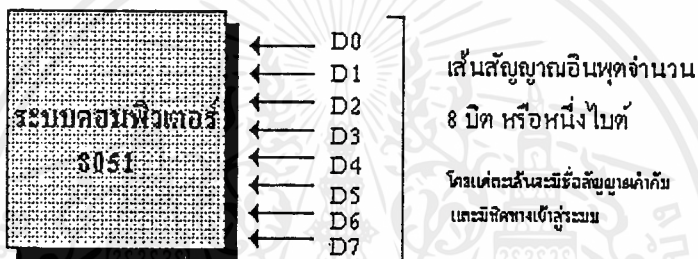 ระบบคอมพิวเตอร์
8051
D0
D1
D2
D3
D4
D5
D6
D7
เส้นสัญญาณอินพุตจำนวน
8 บิต หรือหนึ่งไบต์
โดยแต่ละเส้นจะมีชื่อสัญญาณกำกับ
และมีทิศทางเข้าสู่ระบบ